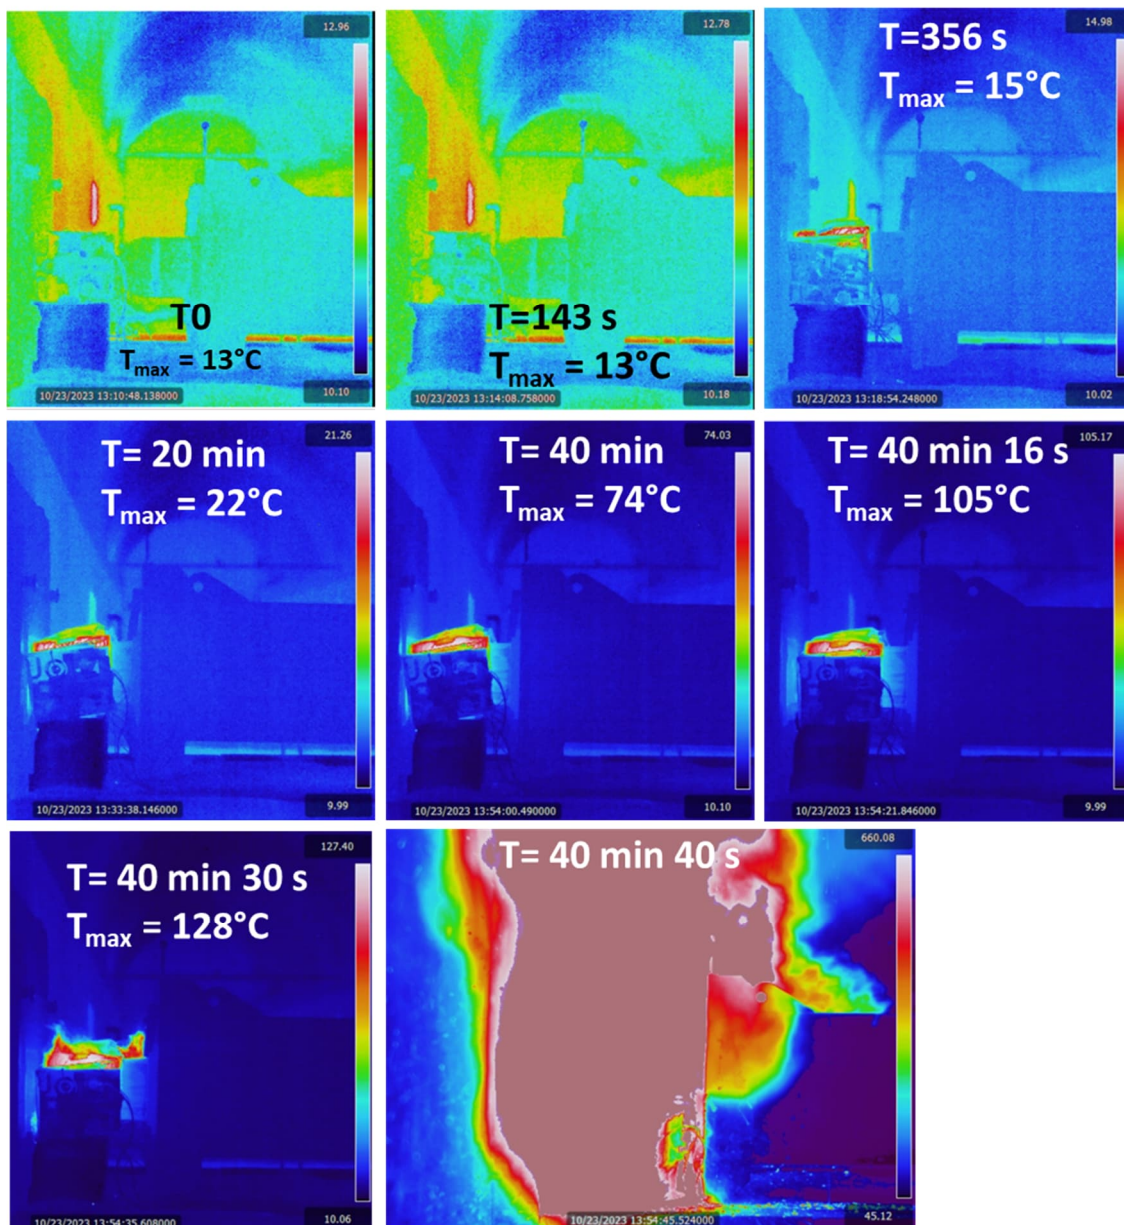 12.96
T0
Tmax = 13°C
10/23/2023 13:10:48.138000
10.10
12.78
T=143 s
Tmax = 13°C
10/23/2023 13:14:08.758000
10.18
14.98
T=356 s
Tmax = 15°C
10/23/2023 13:18:54.248000
10.02
21.26
T= 20 min
Tmax = 22°C
10/23/2023 13:33:38.146000
9.99
74.03
T= 40 min
Tmax = 74°C
10/23/2023 13:54:00.490000
10.10
105.17
T= 40 min 16 s
Tmax = 105°C
10/23/2023 13:54:21.846000
9.99
127.40
T= 40 min 30 s
Tmax = 128°C
10/23/2023 13:54:35.608000
10.06
660.08
T= 40 min 40 s
10/23/2023 13:54:45.524000
45.12